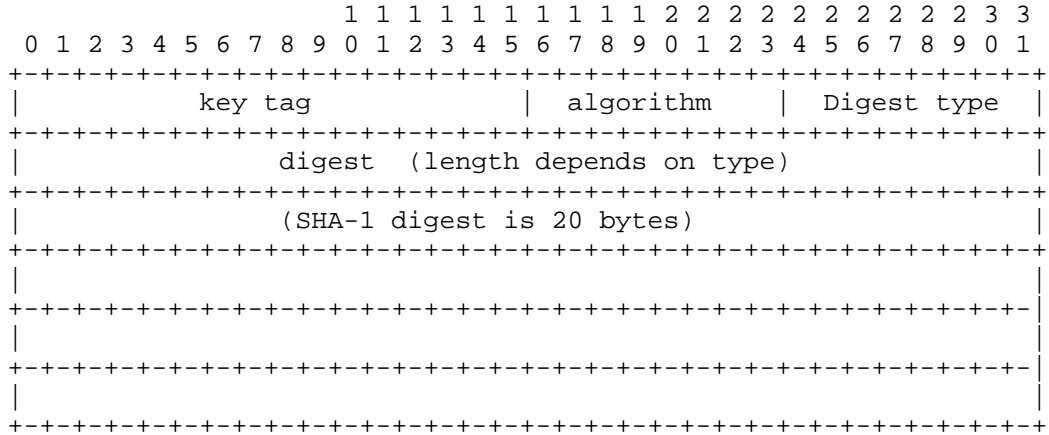 1 1 1 1 1 1 1 1 1 1 2 2 2 2 2 2 2 2 2 2 3 3
 0 1 2 3 4 5 6 7 8 9 0 1 2 3 4 5 6 7 8 9 0 1 2 3 4 5 6 7 8 9 0 1
+-+-+-+-+-+-+-+-+-+-+-+-+-+-+-+-+-+-+-+-+-+-+-+-+-+-+-+-+-+-+-+-+
|           key tag             |  algorithm    |  Digest type  |
+-+-+-+-+-+-+-+-+-+-+-+-+-+-+-+-+-+-+-+-+-+-+-+-+-+-+-+-+-+-+-+-+
|                digest  (length depends on type)               |
+-+-+-+-+-+-+-+-+-+-+-+-+-+-+-+-+-+-+-+-+-+-+-+-+-+-+-+-+-+-+-+-+
|                (SHA-1 digest is 20 bytes)                     |
+-+-+-+-+-+-+-+-+-+-+-+-+-+-+-+-+-+-+-+-+-+-+-+-+-+-+-+-+-+-+-+-+
|                                                               |
+-+-+-+-+-+-+-+-+-+-+-+-+-+-+-+-+-+-+-+-+-+-+-+-+-+-+-+-+-+-+-+-|
|                                                               |
+-+-+-+-+-+-+-+-+-+-+-+-+-+-+-+-+-+-+-+-+-+-+-+-+-+-+-+-+-+-+-+-|
|                                                               |
+-+-+-+-+-+-+-+-+-+-+-+-+-+-+-+-+-+-+-+-+-+-+-+-+-+-+-+-+-+-+-+-+